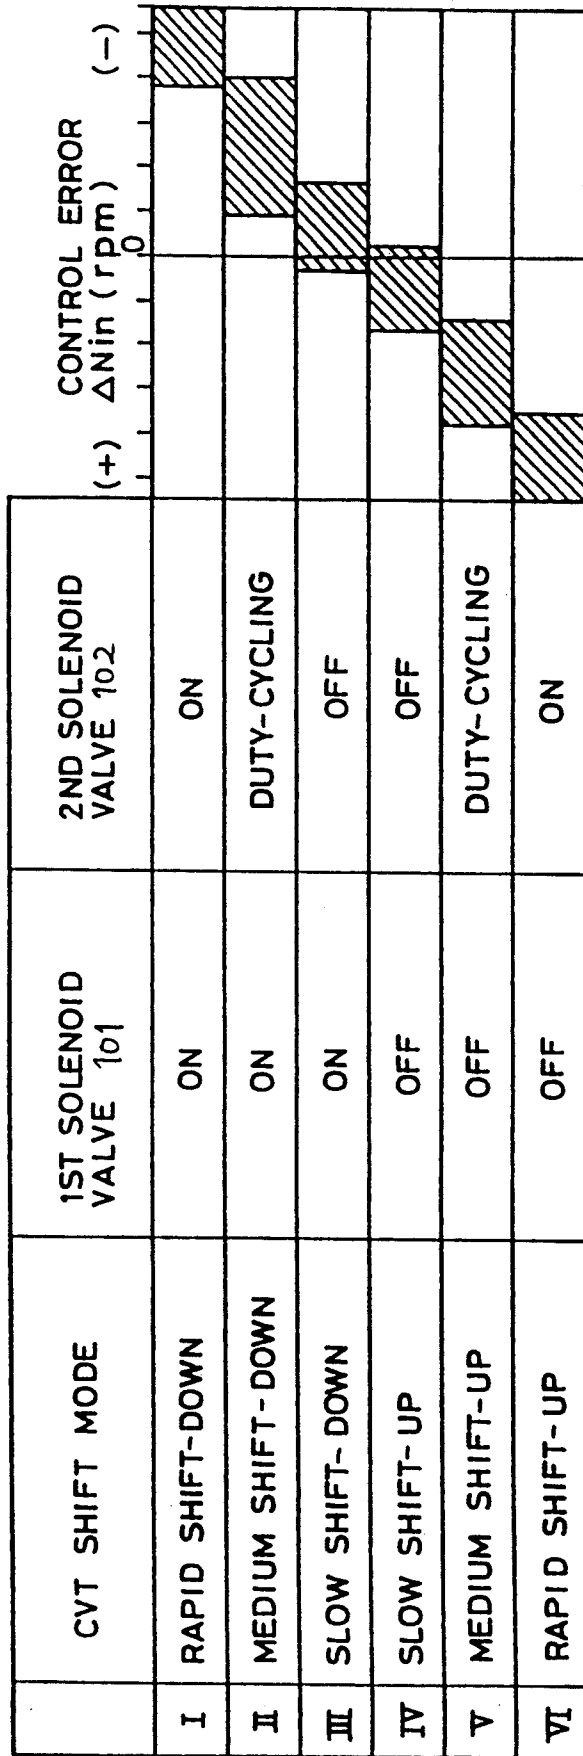 CVT SHIFT MODE
1ST SOLENOID
VALVE 101
2ND SOLENOID
VALVE 102
CONTROL ERROR
(+) ΔNin (rpm) (−)
0
I RAPID SHIFT-DOWN ON ON
II MEDIUM SHIFT-DOWN ON DUTY-CYCLING
III SLOW SHIFT-DOWN ON OFF
IV SLOW SHIFT-UP OFF OFF
V MEDIUM SHIFT-UP OFF DUTY-CYCLING
VI RAPID SHIFT-UP OFF ON